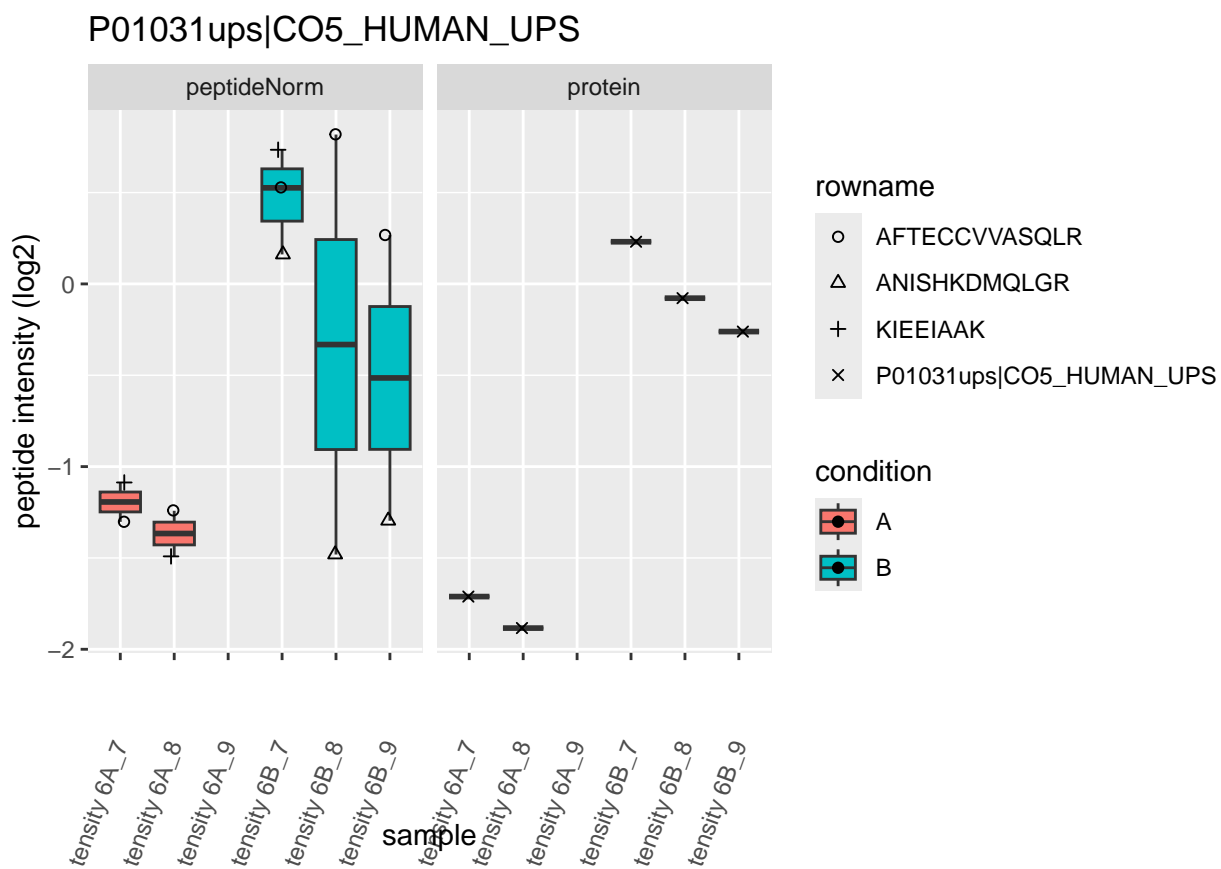 P01031ups|CO5_HUMAN_UPS
peptideNorm
protein
peptide intensity (log2)
0
−1
−2
tensity 6A_7
tensity 6A_8
tensity 6A_9
tensity 6B_7
tensity 6B_8
tensity 6B_9
tensity 6A_7
tensity 6A_8
tensity 6A_9
tensity 6B_7
tensity 6B_8
tensity 6B_9
sample
rowname
AFTECCVVASQLR
ANISHKDMQLGR
KIEEIAAK
P01031ups|CO5_HUMAN_UPS
condition
A
B